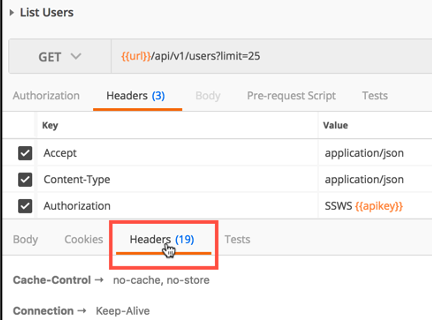 List Users
GET {{url}}/api/v1/users?limit=25
Authorization Headers (3) Body Pre-request Script Tests
Key Value
Accept application/json
Content-Type application/json
Authorization SSWS {{apikey}}
Body Cookies Headers (19) Tests
Cache-Control → no-cache, no-store
Connection → Keep-Alive